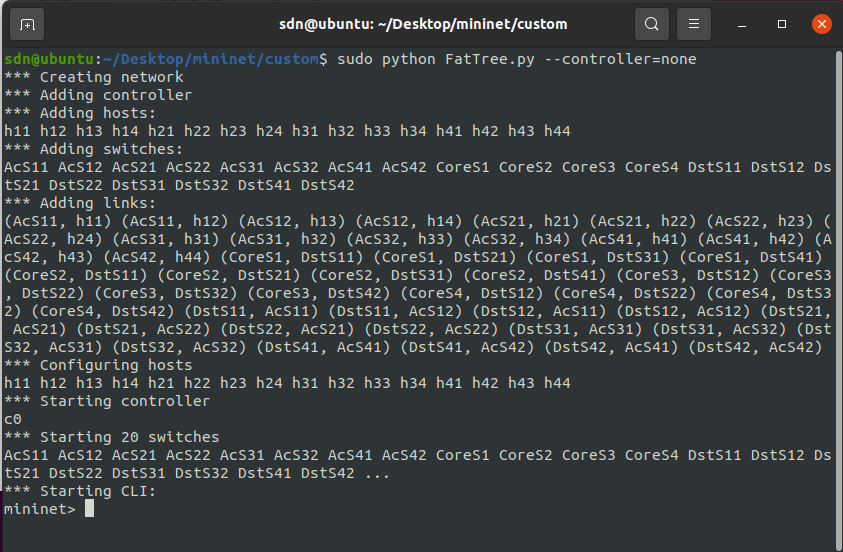 sdn@ubuntu: ~/Desktop/mininet/custom
sdn@ubuntu:~/Desktop/mininet/custom$ sudo python FatTree.py --controller=none
*** Creating network
*** Adding controller
*** Adding hosts:
h11 h12 h13 h14 h21 h22 h23 h24 h31 h32 h33 h34 h41 h42 h43 h44
*** Adding switches:
AcS11 AcS12 AcS21 AcS22 AcS31 AcS32 AcS41 AcS42 CoreS1 CoreS2 CoreS3 CoreS4 DstS11 DstS12 Ds
tS21 DstS22 DstS31 DstS32 DstS41 DstS42
*** Adding links:
(AcS11, h11) (AcS11, h12) (AcS12, h13) (AcS12, h14) (AcS21, h21) (AcS21, h22) (AcS22, h23) (
AcS22, h24) (AcS31, h31) (AcS31, h32) (AcS32, h33) (AcS32, h34) (AcS41, h41) (AcS41, h42) (A
cS42, h43) (AcS42, h44) (CoreS1, DstS11) (CoreS1, DstS21) (CoreS1, DstS31) (CoreS1, DstS41)
(CoreS2, DstS11) (CoreS2, DstS21) (CoreS2, DstS31) (CoreS2, DstS41) (CoreS3, DstS12) (CoreS3
, DstS22) (CoreS3, DstS32) (CoreS3, DstS42) (CoreS4, DstS12) (CoreS4, DstS22) (CoreS4, DstS3
2) (CoreS4, DstS42) (DstS11, AcS11) (DstS11, AcS12) (DstS12, AcS11) (DstS12, AcS12) (DstS21,
AcS21) (DstS21, AcS22) (DstS22, AcS21) (DstS22, AcS22) (DstS31, AcS31) (DstS31, AcS32) (Dst
S32, AcS31) (DstS32, AcS32) (DstS41, AcS41) (DstS41, AcS42) (DstS42, AcS41) (DstS42, AcS42)
*** Configuring hosts
h11 h12 h13 h14 h21 h22 h23 h24 h31 h32 h33 h34 h41 h42 h43 h44
*** Starting controller
c0
*** Starting 20 switches
AcS11 AcS12 AcS21 AcS22 AcS31 AcS32 AcS41 AcS42 CoreS1 CoreS2 CoreS3 CoreS4 DstS11 DstS12 Ds
tS21 DstS22 DstS31 DstS32 DstS41 DstS42 ...
*** Starting CLI:
mininet>